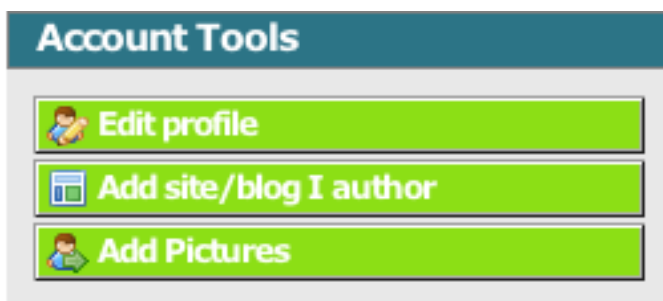 Account Tools
Edit profile
Add site/blog I author
Add Pictures